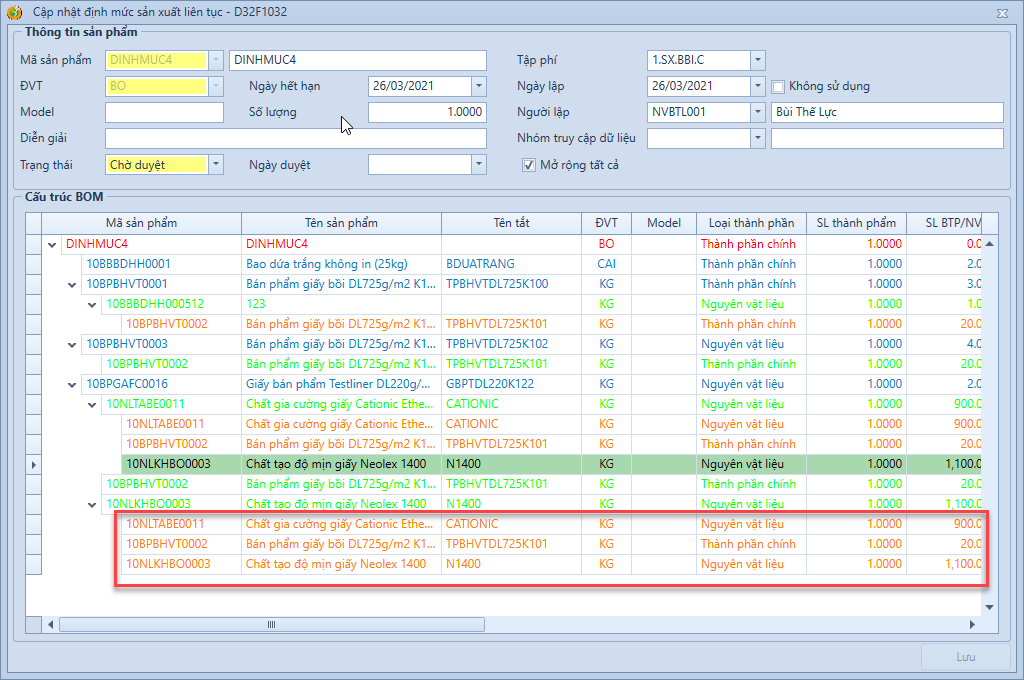 Cập nhật định mức sản xuất liên tục - D32F1032
Thông tin sản phẩm
Mã sản phẩm DINHMUC4 DINHMUC4 Tập phí 1.SX.BBI.C
ĐVT BO Ngày hết hạn 26/03/2021 Ngày lập 26/03/2021 Không sử dụng
Model Số lượng 1.0000 Người lập NVBTL001 Bùi Thế Lực
Diễn giải Nhóm truy cập dữ liệu
Trạng thái Chờ duyệt Ngày duyệt Mở rộng tất cả
Cấu trúc BOM
Mã sản phẩm Tên sản phẩm Tên tắt ĐVT Model Loại thành phần SL thành phẩm SL BTP/NV
DINHMUC4 DINHMUC4 BO Thành phần chính 1.0000 0.0
10BBBDHH0001 Bao dứa trắng không in (25kg) BDUATRANG CAI Thành phần chính 1.0000 2.0
10BPBHVT0001 Bán phẩm giấy bồi DL725g/m2 K1... TPBHVTDL725K100 KG Thành phần chính 1.0000 3.0
10BBBDHH000512 123 KG Nguyên vật liệu 1.0000 1.0
10BPBHVT0002 Bán phẩm giấy bồi DL725g/m2 K1... TPBHVTDL725K101 KG Thành phần chính 1.0000 20.0
10BPBHVT0003 Bán phẩm giấy bồi DL725g/m2 K1... TPBHVTDL725K102 KG Nguyên vật liệu 1.0000 4.0
10BPBHVT0002 Bán phẩm giấy bồi DL725g/m2 K1... TPBHVTDL725K101 KG Thành phần chính 1.0000 20.0
10BPGAFC0016 Giấy bán phẩm Testliner DL220g/... GBPTDL220K122 KG Nguyên vật liệu 1.0000 2.0
10NLTABE0011 Chất gia cường giấy Cationic Ethe... CATIONIC KG Nguyên vật liệu 1.0000 900.0
10NLTABE0011 Chất gia cường giấy Cationic Ethe... CATIONIC KG Nguyên vật liệu 1.0000 900.0
10BPBHVT0002 Bán phẩm giấy bồi DL725g/m2 K1... TPBHVTDL725K101 KG Thành phần chính 1.0000 20.0
10NLKHBO0003 Chất tạo độ mịn giấy Neolex 1400 N1400 KG Nguyên vật liệu 1.0000 1,100.0
10BPBHVT0002 Bán phẩm giấy bồi DL725g/m2 K1... TPBHVTDL725K101 KG Thành phần chính 1.0000 20.0
10NLKHBO0003 Chất tạo độ mịn giấy Neolex 1400 N1400 KG Nguyên vật liệu 1.0000 1,100.0
10NLTABE0011 Chất gia cường giấy Cationic Ethe... CATIONIC KG Nguyên vật liệu 1.0000 900.0
10BPBHVT0002 Bán phẩm giấy bồi DL725g/m2 K1... TPBHVTDL725K101 KG Thành phần chính 1.0000 20.0
10NLKHBO0003 Chất tạo độ mịn giấy Neolex 1400 N1400 KG Nguyên vật liệu 1.0000 1,100.0
Lưu